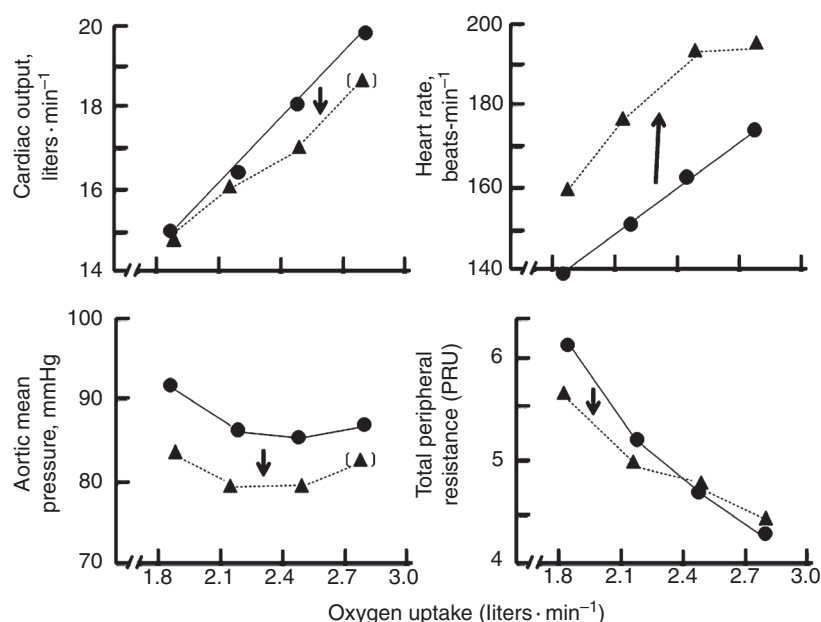 Cardiac output,
liters · min⁻¹
20
18
16
14
Heart rate,
beats-min⁻¹
200
180
160
140
Aortic mean
pressure, mmHg
100
90
80
70
1.8 2.1 2.4 2.7 3.0
Total peripheral
resistance (PRU)
6
5
4
1.8 2.1 2.4 2.7 3.0
Oxygen uptake (liters · min⁻¹)